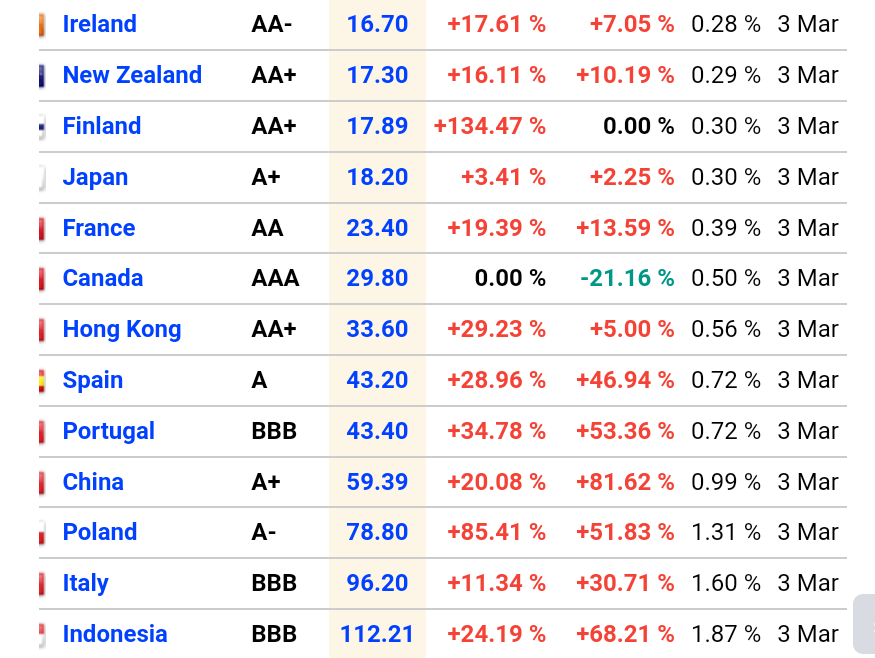 Ireland AA- 16.70 +17.61 % +7.05 % 0.28 % 3 Mar
New Zealand AA+ 17.30 +16.11 % +10.19 % 0.29 % 3 Mar
Finland AA+ 17.89 +134.47 % 0.00 % 0.30 % 3 Mar
Japan A+ 18.20 +3.41 % +2.25 % 0.30 % 3 Mar
France AA 23.40 +19.39 % +13.59 % 0.39 % 3 Mar
Canada AAA 29.80 0.00 % -21.16 % 0.50 % 3 Mar
Hong Kong AA+ 33.60 +29.23 % +5.00 % 0.56 % 3 Mar
Spain A 43.20 +28.96 % +46.94 % 0.72 % 3 Mar
Portugal BBB 43.40 +34.78 % +53.36 % 0.72 % 3 Mar
China A+ 59.39 +20.08 % +81.62 % 0.99 % 3 Mar
Poland A- 78.80 +85.41 % +51.83 % 1.31 % 3 Mar
Italy BBB 96.20 +11.34 % +30.71 % 1.60 % 3 Mar
Indonesia BBB 112.21 +24.19 % +68.21 % 1.87 % 3 Mar